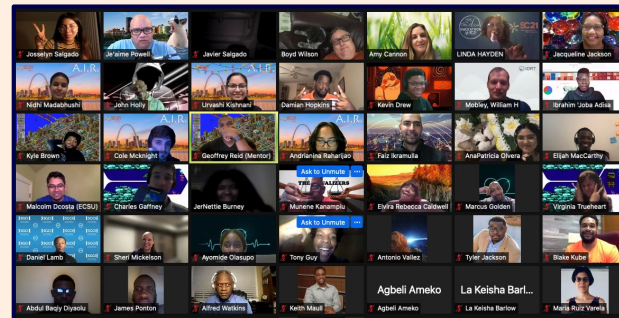 Josselyn Salgado
Je'aime Powell
Javier Salgado
Boyd Wilson
Amy Cannon
LINDA HAYDEN
SC21
Jacqueline Jackson
Nidhi Madabhushi
John Holly
A.I.R.
Urvashi Kishnani
Damian Hopkins
Kevin Drew
Mobley, William H
Ibrahim 'Joba Adisa
Kyle Brown
A.I.R.
Cole Mcknight
Geoffrey Reid (Mentor)
A.I.R.
Andrianina Raharijao
Faiz Ikramulla
AnaPatricia Olvera
Elijah MacCarthy
Malcolm Dcosta (ECSU)
Charles Gaffney
JerNettie Burney
Ask to Unmute
Munene Kanampiu
Elvira Rebecca Caldwell
Marcus Golden
Virginia Trueheart
Daniel Lamb
Sheri Mickelson
Ayomide Olasupo
Ask to Unmute
Tony Guy
Antonio Vallez
Tyler Jackson
Blake Kube
Abdul Baqiy Diyaolu
James Ponton
Alfred Watkins
Keith Mauli
Agbeli Ameko
Agbeli Ameko
La Keisha Barl...
La Keisha Barlow
Maria Ruiz Varela